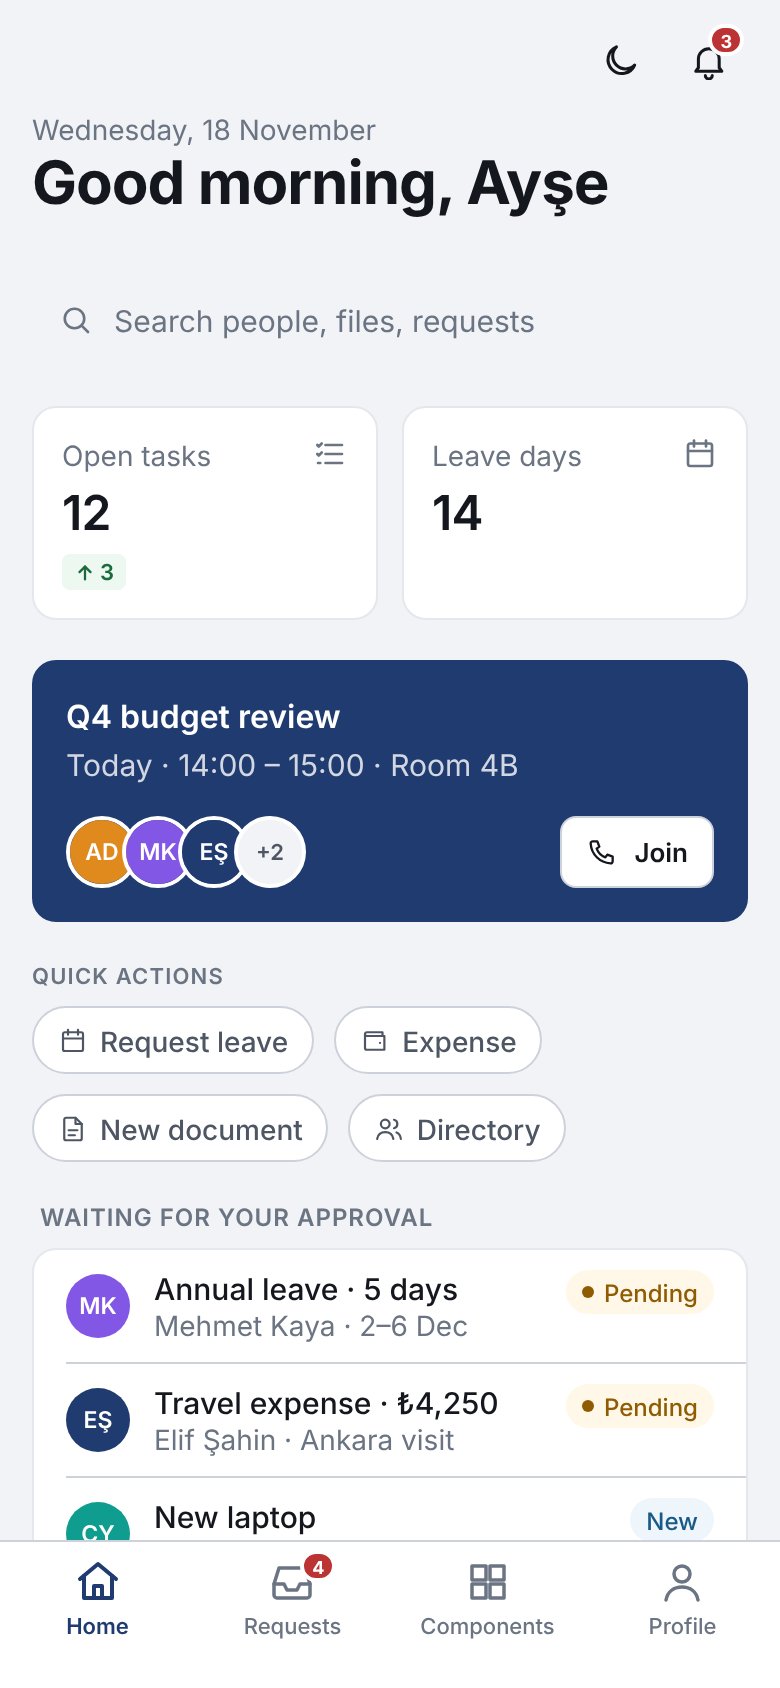 3
Wednesday, 18 November
Good morning, Ayşe
Search people, files, requests
Open tasks
12
↑ 3
Leave days
14
Q4 budget review
Today · 14:00 – 15:00 · Room 4B
AD MK EŞ +2
Join
QUICK ACTIONS
Request leave
Expense
New document
Directory
WAITING FOR YOUR APPROVAL
MK
Annual leave · 5 days
Mehmet Kaya · 2–6 Dec
Pending
EŞ
Travel expense · ₺4,250
Elif Şahin · Ankara visit
Pending
CY
New laptop
New
Home
4
Requests
Components
Profile